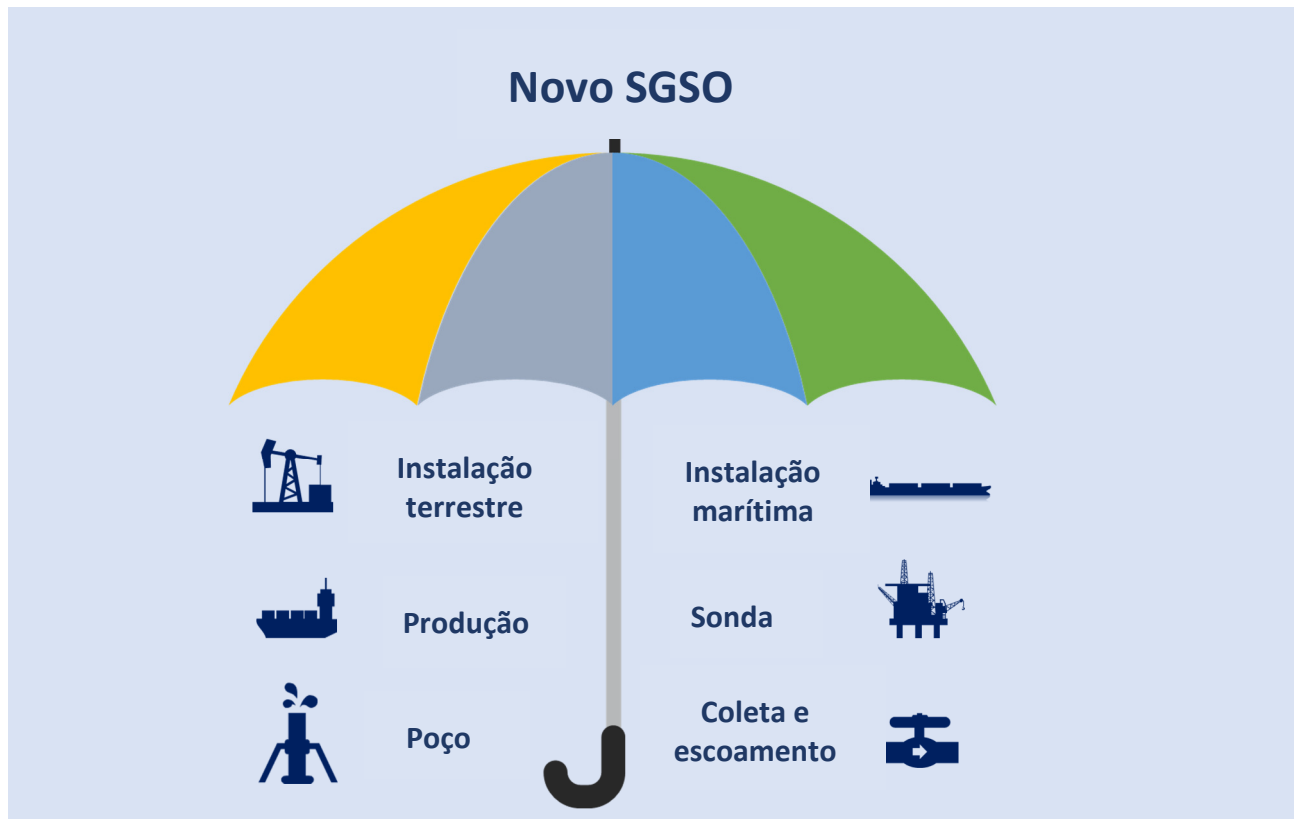 Novo SGSO
Instalação
terrestre
Instalação
marítima
Produção
Sonda
Poço
Coleta e
escoamento